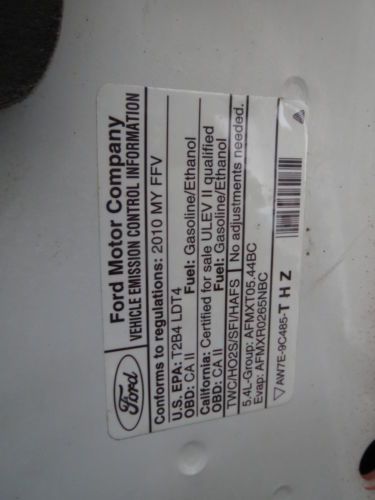 Ford
Ford Motor Company
VEHICLE EMISSION CONTROL INFORMATION
Conforms to regulations: 2010 MY FFV
U.S. EPA: T2B4 LDT4
OBD: CA II Fuel: Gasoline/Ethanol
California: Certified for sale ULEV II qualified
OBD: CA II Fuel: Gasoline/Ethanol
TWC/HO2S/SFI/HAFS No adjustments needed.
5.4L-Group: AFMXT05.44BC
Evap: AFMXR0265NBC
AW7E-9C485-THZ